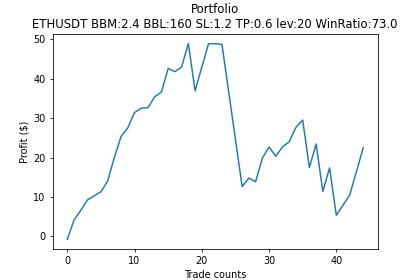 Portfolio
ETHUSDT BBM:2.4 BBL:160 SL:1.2 TP:0.6 lev:20 WinRatio:73.0
50
40
30
20
10
0
Profit ($)
0 10 20 30 40
Trade counts